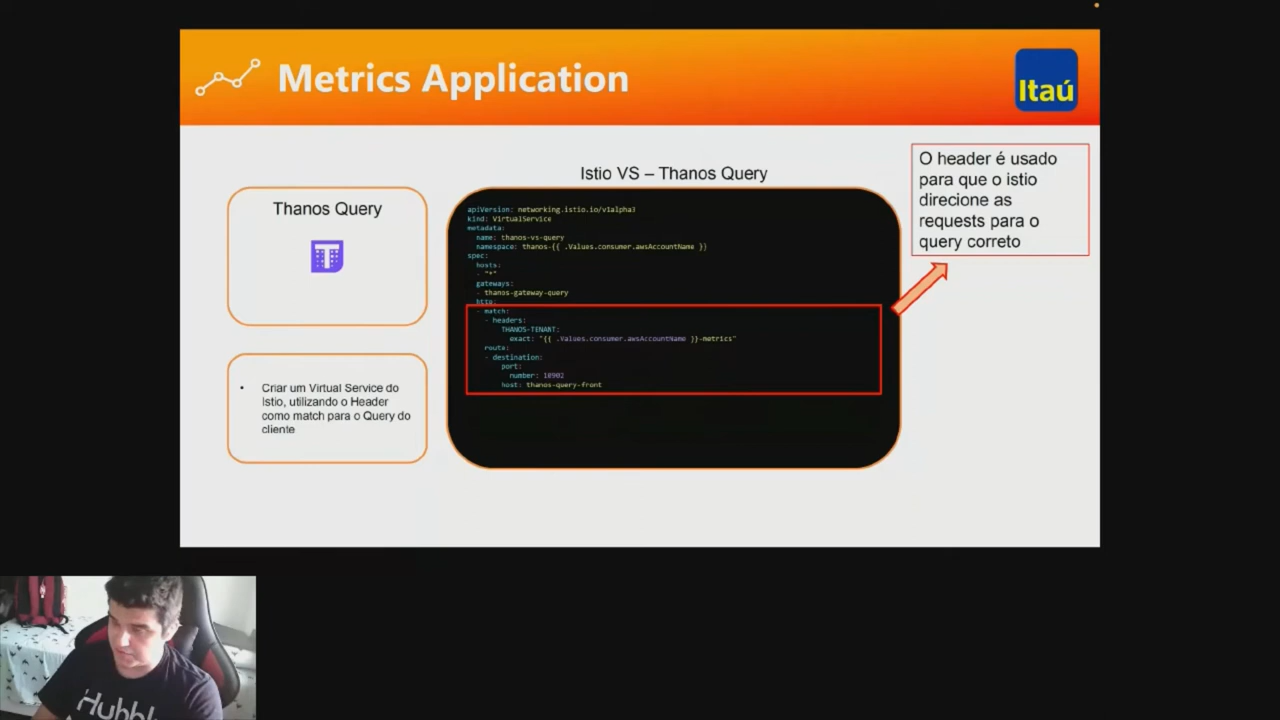 Metrics Application
Itaú
Istio VS – Thanos Query
Thanos Query
Criar um Virtual Service do
Istio, utilizando o Header
como match para o Query do
cliente
apiVersion: networking.istio.io/v1alpha3
kind: VirtualService
metadata:
name: thanos-vs-query
namespace: thanos-{{ .Values.consumer.awsAccountName }}
spec:
hosts:
- "*"
gateways:
- thanos-gateway-query
http:
- match:
- headers:
THANOS-TENANT:
exact: "{{ .Values.consumer.awsAccountName }}-metrics"
route:
- destination:
port:
number: 10902
host: thanos-query-front
O header é usado
para que o istio
direcione as
requests para o
query correto